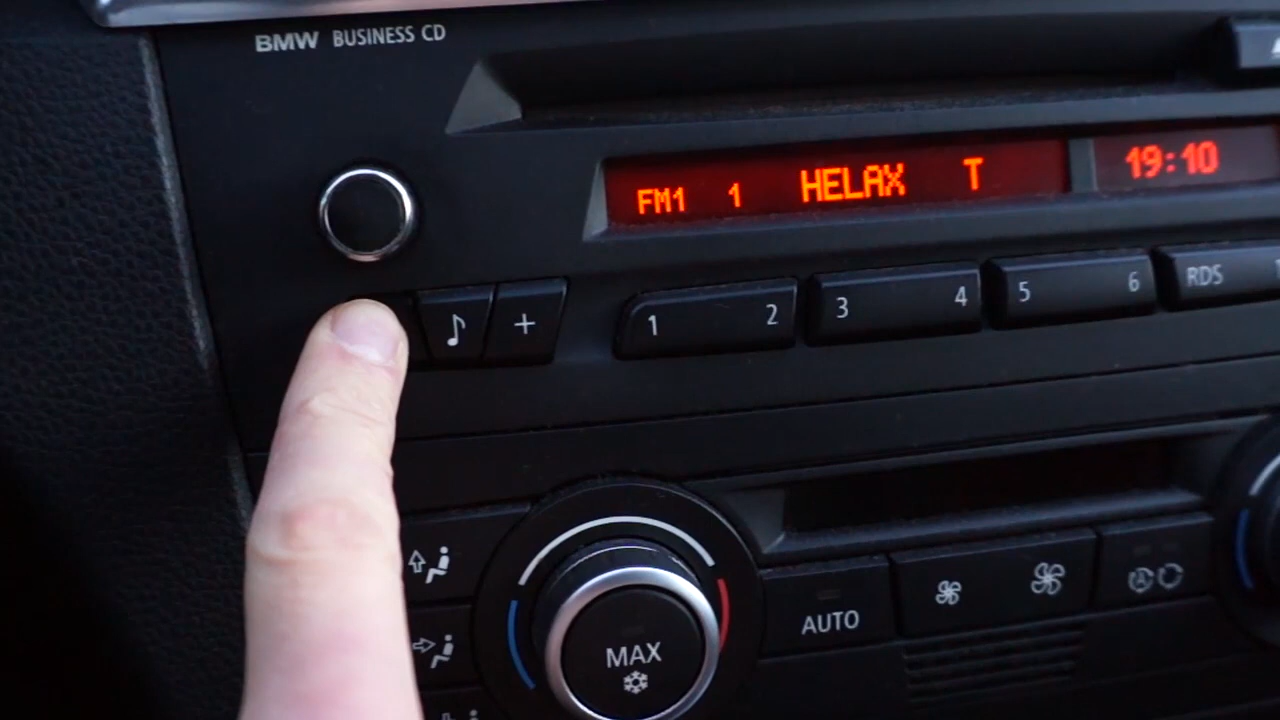 BMW BUSINESS CD
FM1 1 HELAX T 19:10
+ 1 2 3 4 5 6 RDS
AUTO
MAX